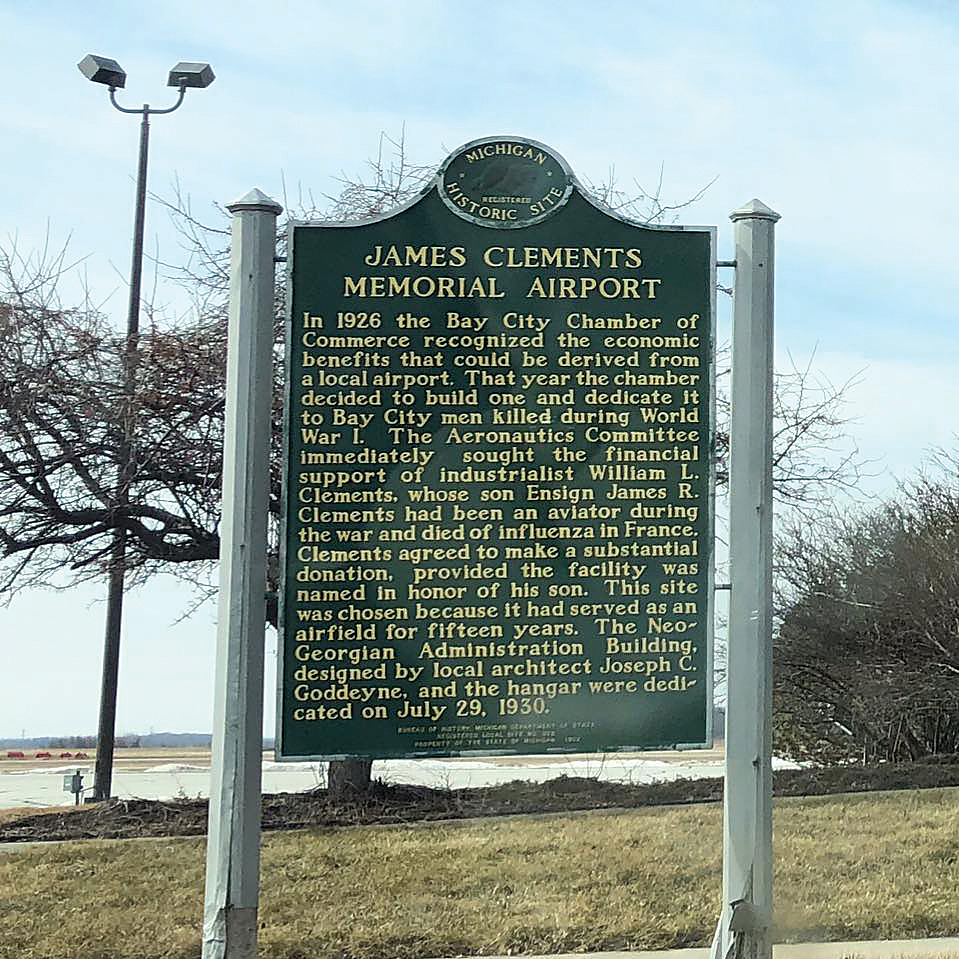 MICHIGAN
REGISTERED
HISTORIC SITE
JAMES CLEMENTS
MEMORIAL AIRPORT
In 1926 the Bay City Chamber of
Commerce recognized the economic
benefits that could be derived from
a local airport. That year the chamber
decided to build one and dedicate it
to Bay City men killed during World
War I. The Aeronautics Committee
immediately sought the financial
support of industrialist William L.
Clements, whose son Ensign James R.
Clements had been an aviator during
the war and died of influenza in France.
Clements agreed to make a substantial
donation, provided the facility was
named in honor of his son. This site
was chosen because it had served as an
airfield for fifteen years. The Neo-
Georgian Administration Building,
designed by local architect Joseph C.
Goddeyne, and the hangar were dedi-
cated on July 29, 1930.
BUREAU OF HISTORY, MICHIGAN DEPARTMENT OF STATE
REGISTERED LOCAL SITE NO.
PROPERTY OF THE STATE OF MICHIGAN